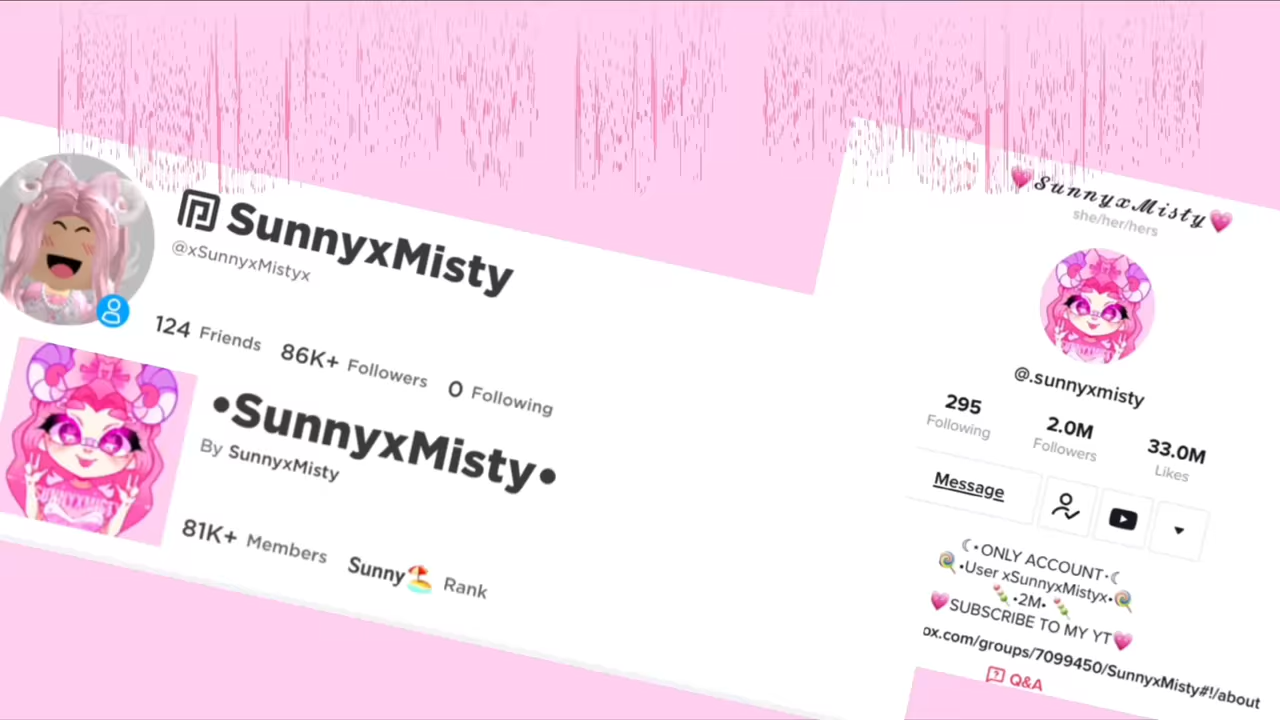 SunnyxMisty
@xSunnyxMistyx
124 Friends 86K+ Followers 0 Following
•SunnyxMisty•
By SunnyxMisty
81K+ Members Sunny🏖️ Rank
SUNNYXMISTY
💗𝓢𝓾𝓷𝓷𝔂𝔁𝓜𝓲𝓼𝓽𝔂💗
she/her/hers
@.sunnyxmisty
295 2.0M 33.0M
Following Followers Likes
Message
☾•ONLY ACCOUNT•☾
🍭•User xSunnyxMistyx•🍭
🍡•2M•🍡
💗SUBSCRIBE TO MY YT💗
ox.com/groups/7099450/SunnyxMisty#!/about
Q&A